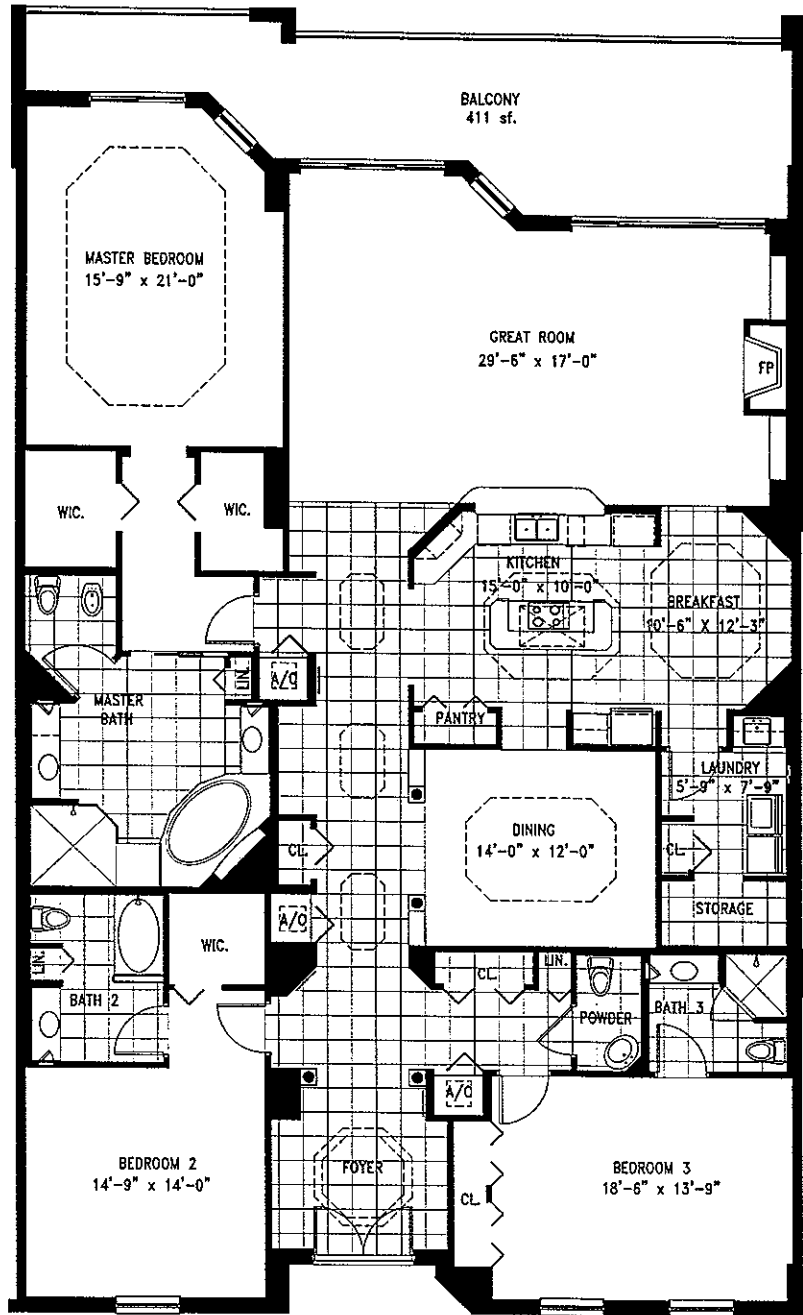 BALCONY
411 sf.
MASTER BEDROOM
15'-9" x 21'-0"
GREAT ROOM
29'-6" x 17'-0"
FP
WIC.
WIC.
KITCHEN
15'-0" x 10'-0"
BREAKFAST
10'-6" X 12'-3"
LIN.
A/C
MASTER
BATH
PANTRY
LAUNDRY
5'-9" x 7'-9"
DINING
14'-0" x 12'-0"
CL.
CL.
STORAGE
A/C
WIC.
LIN.
BATH 2
CL.
LIN.
POWDER
BATH 3
A/C
BEDROOM 2
14'-9" x 14'-0"
FOYER
CL.
BEDROOM 3
18'-6" x 13'-9"